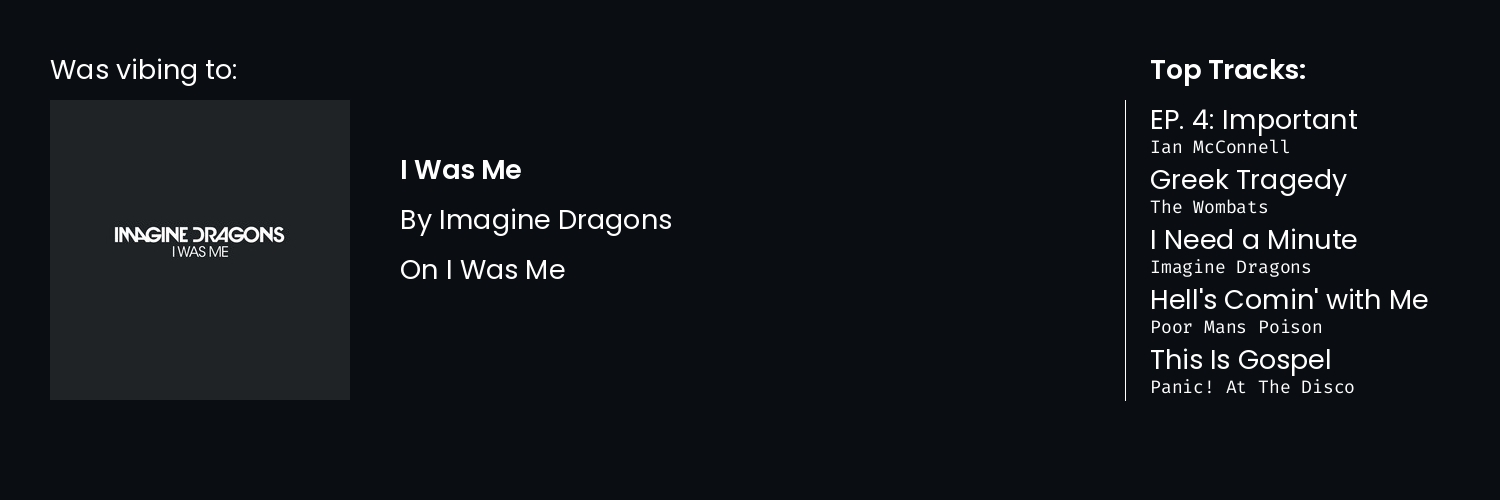 Was vibing to:
IMAGINE DRAGONS
I WAS ME
I Was Me
By Imagine Dragons
On I Was Me
Top Tracks:
EP. 4: Important
Ian McConnell
Greek Tragedy
The Wombats
I Need a Minute
Imagine Dragons
Hell's Comin' with Me
Poor Mans Poison
This Is Gospel
Panic! At The Disco